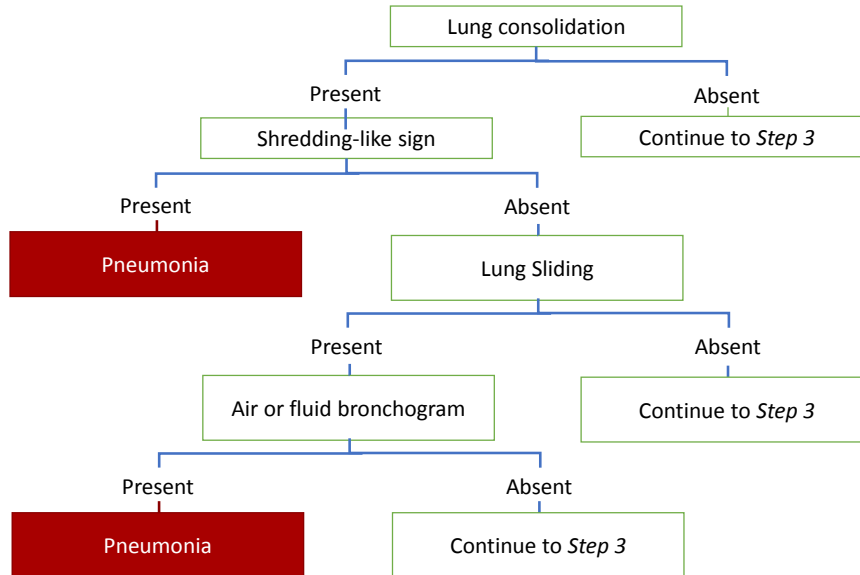 Lung consolidation
Present
Absent
Shredding-like sign
Continue to Step 3
Present
Absent
Pneumonia
Lung Sliding
Present
Absent
Air or fluid bronchogram
Continue to Step 3
Present
Absent
Pneumonia
Continue to Step 3